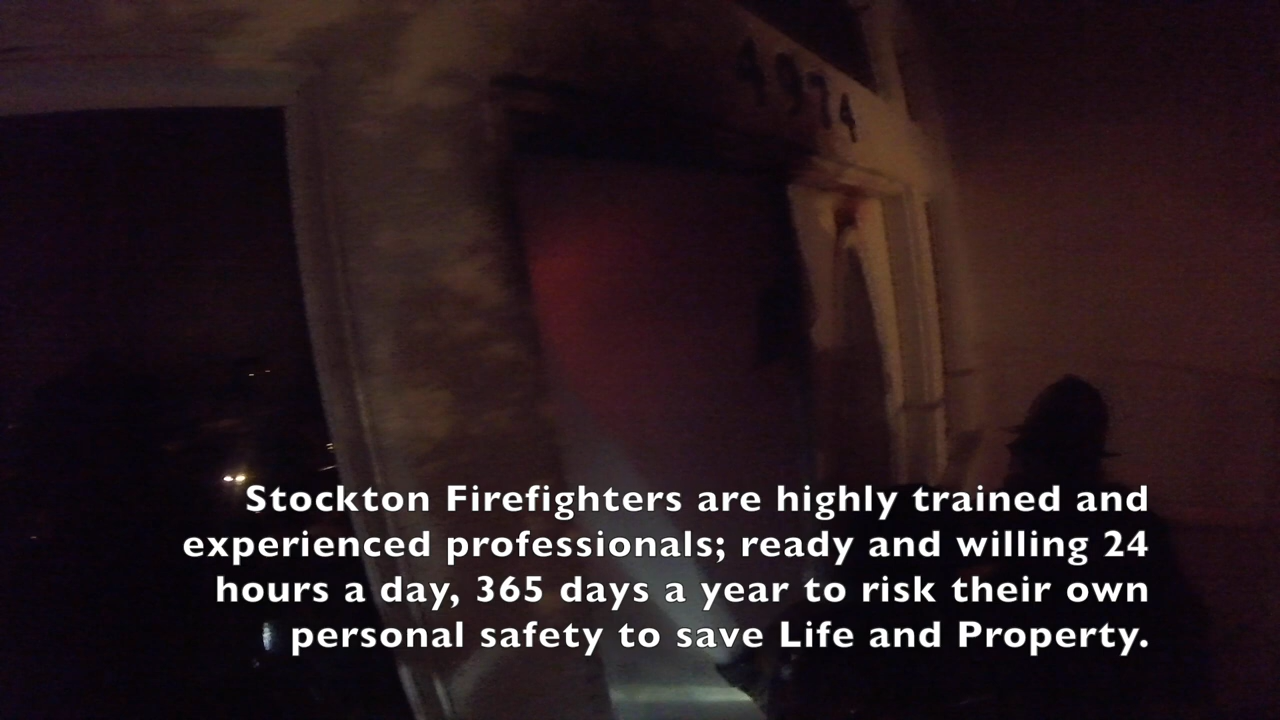 4974
Stockton Firefighters are highly trained and
experienced professionals; ready and willing 24
hours a day, 365 days a year to risk their own
personal safety to save Life and Property.